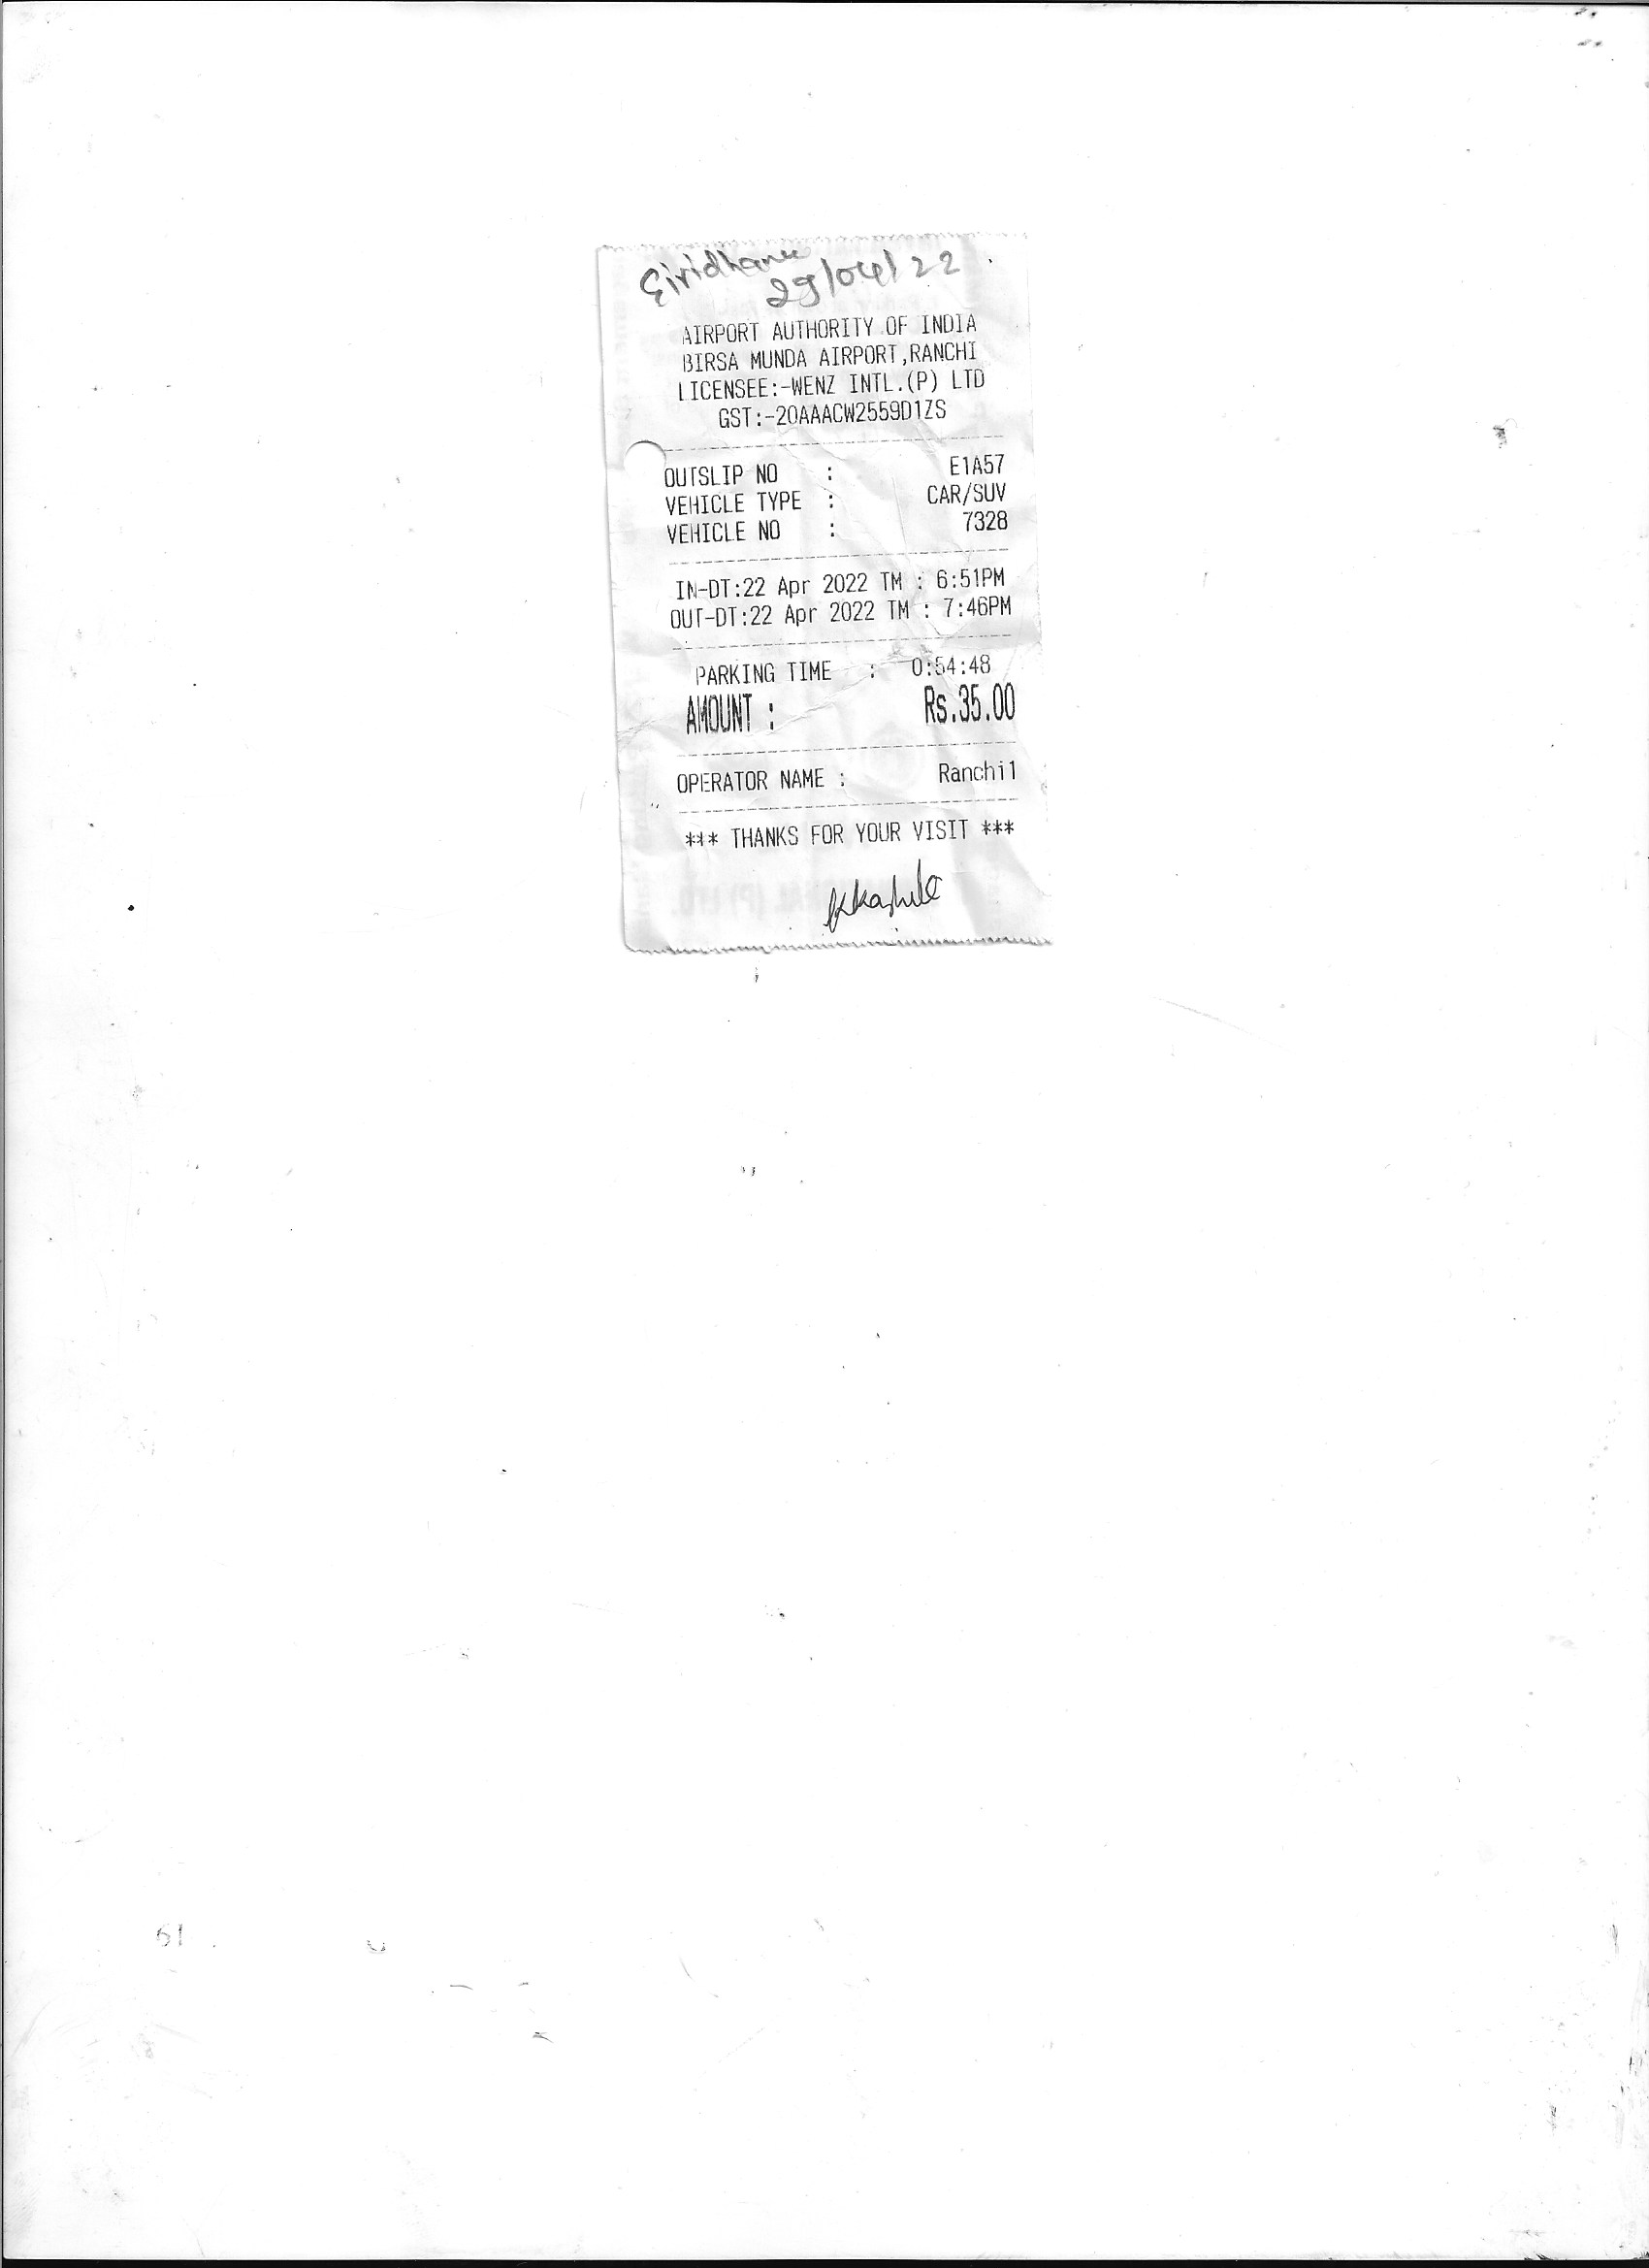 29/04/22
AIRPORT AUTHORITY OF INDIA
BIRSA MUNDA AIRPORT,RANCHI
LICENSEE:-WENZ INTL.(P) LTD
GST:-20AAACW2559D1ZS
OUTSLIP NO : E1A57
VEHICLE TYPE : CAR/SUV
VEHICLE NO : 7328
IN-DT:22 Apr 2022 TM : 6:51PM
OUT-DT:22 Apr 2022 TM : 7:46PM
PARKING TIME : 0:54:48
AMOUNT : Rs.35.00
OPERATOR NAME : Ranchi1
*** THANKS FOR YOUR VISIT ***